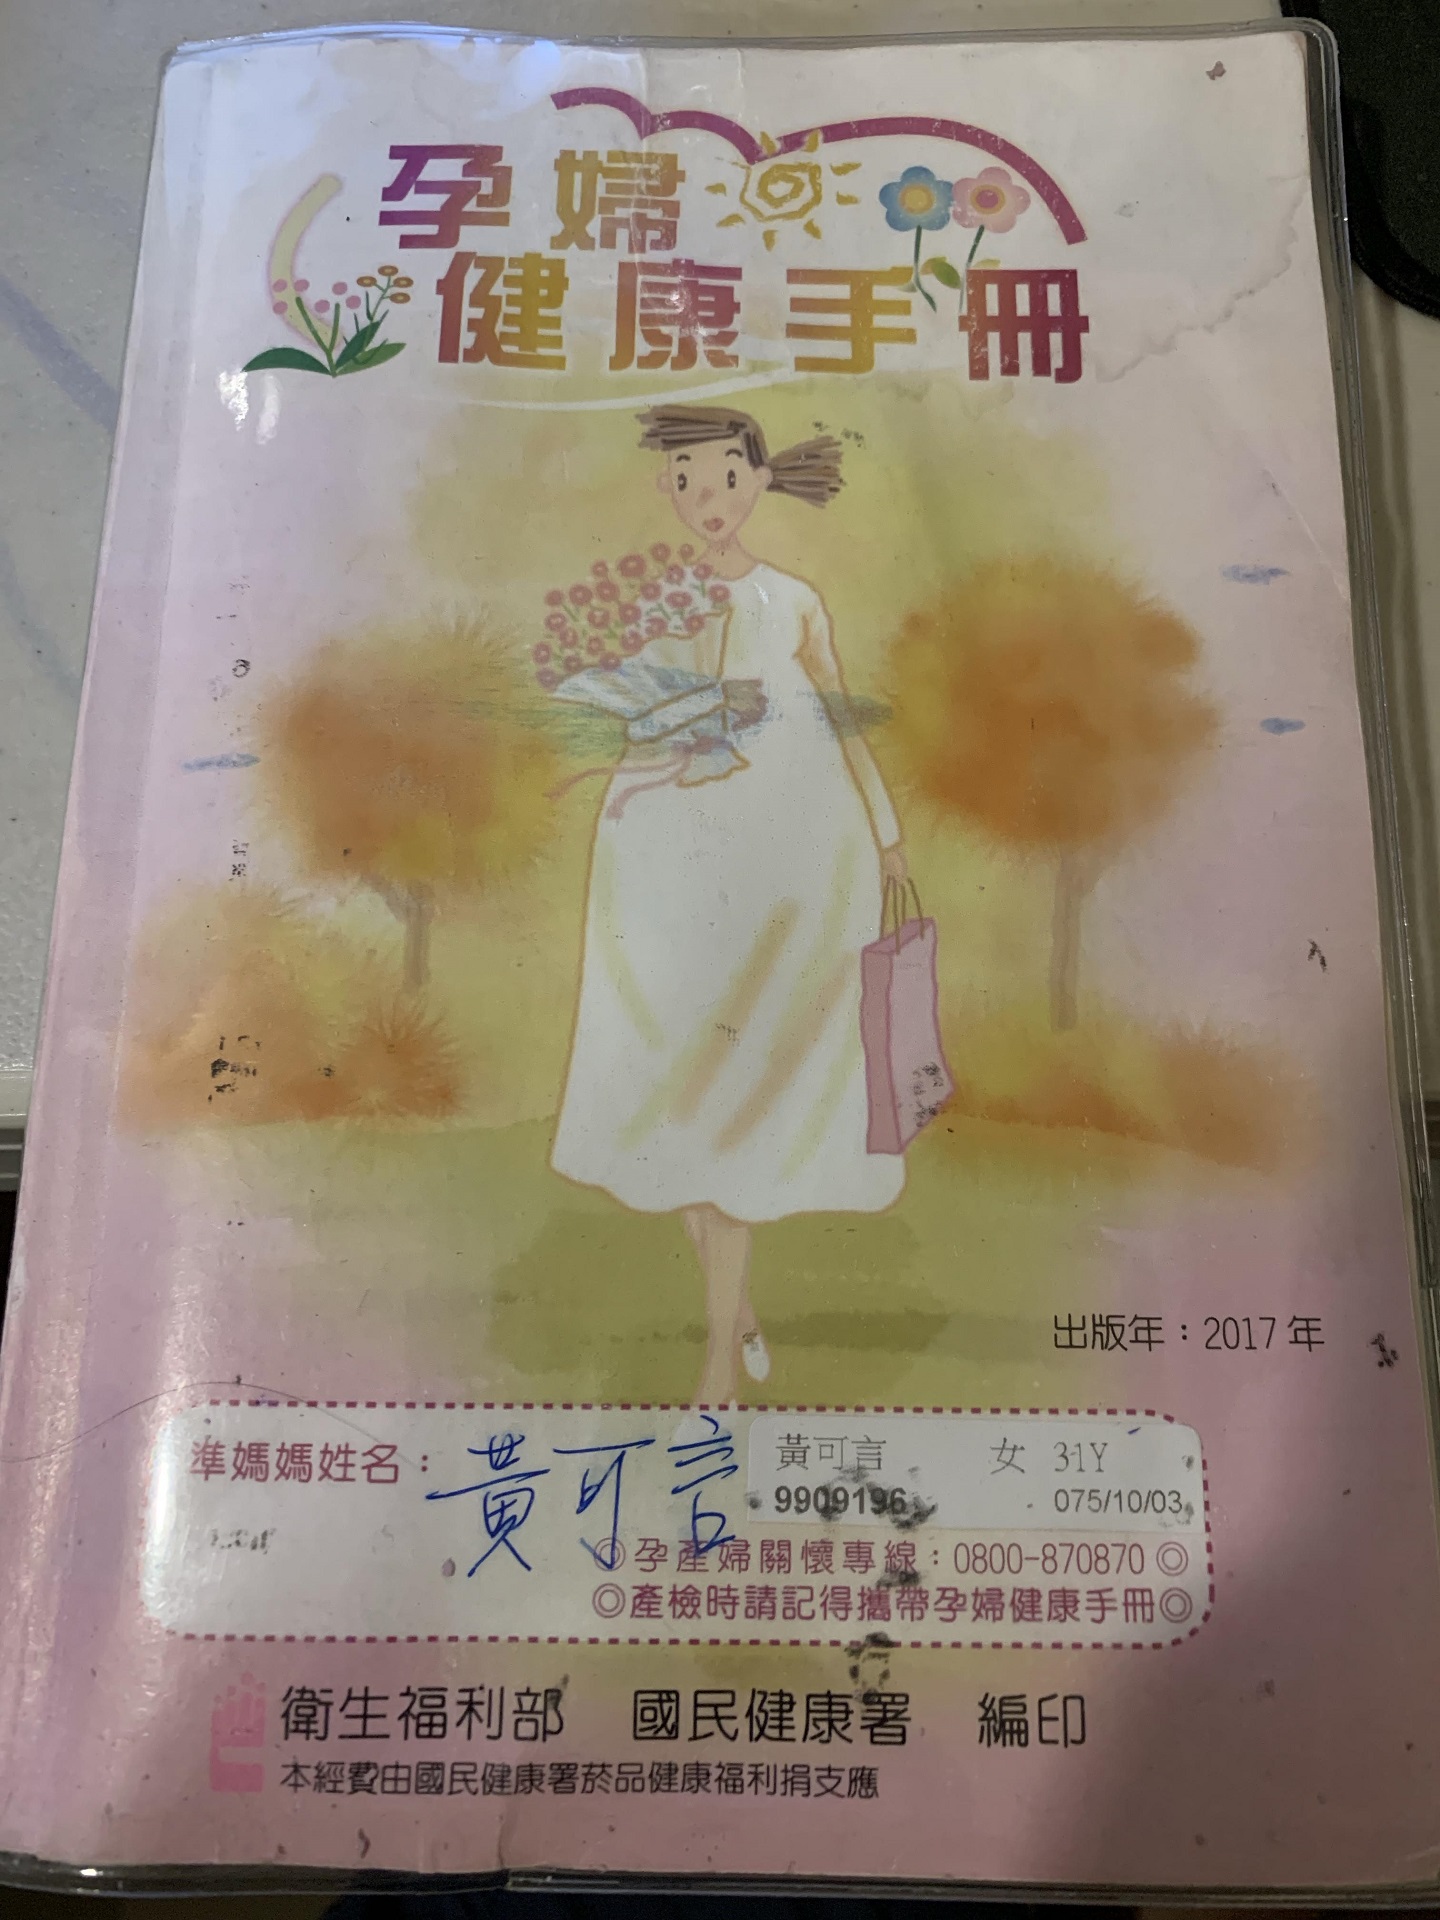 孕婦
健康手冊
出版年：2017年
準媽媽姓名：黃可言
黃可言 女 31Y
9909196 075/10/03
◎孕產婦關懷專線：0800-870870◎
◎產檢時請記得攜帶孕婦健康手冊◎
衛生福利部 國民健康署 編印
本經費由國民健康署菸品健康福利捐支應